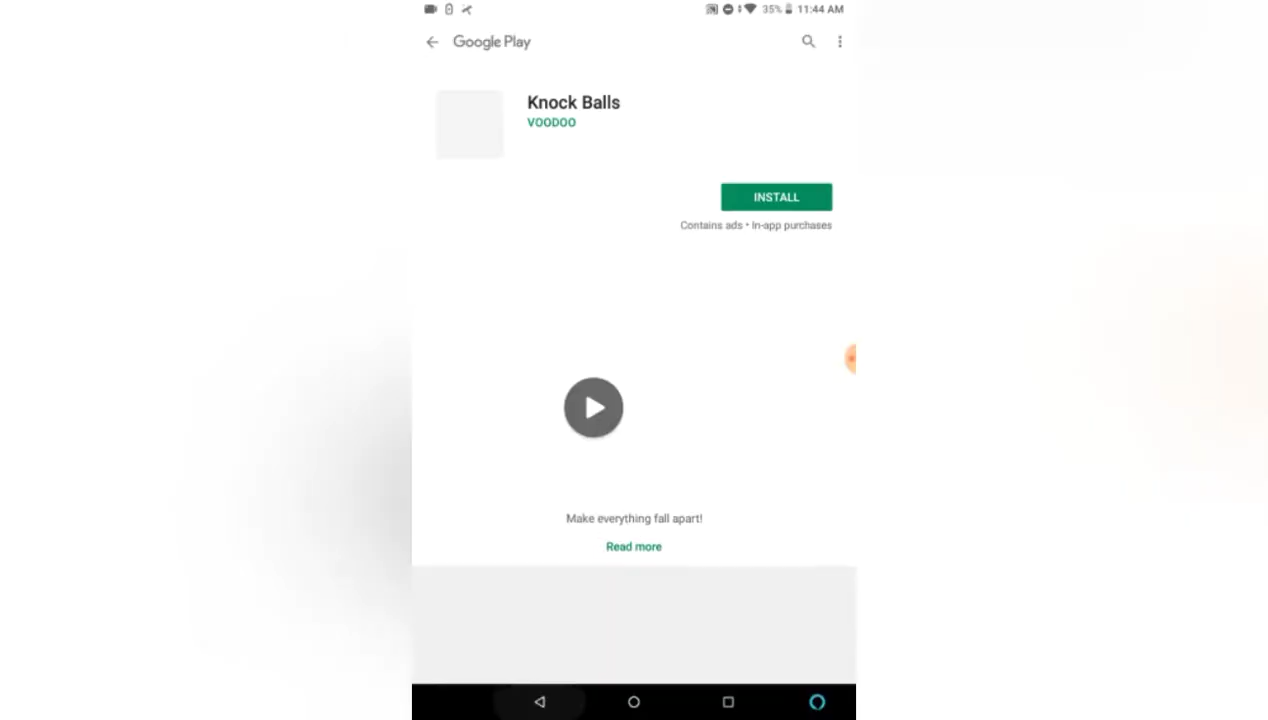 35% 11:44 AM
Google Play
Knock Balls
VOODOO
INSTALL
Contains ads • In-app purchases
Make everything fall apart!
Read more